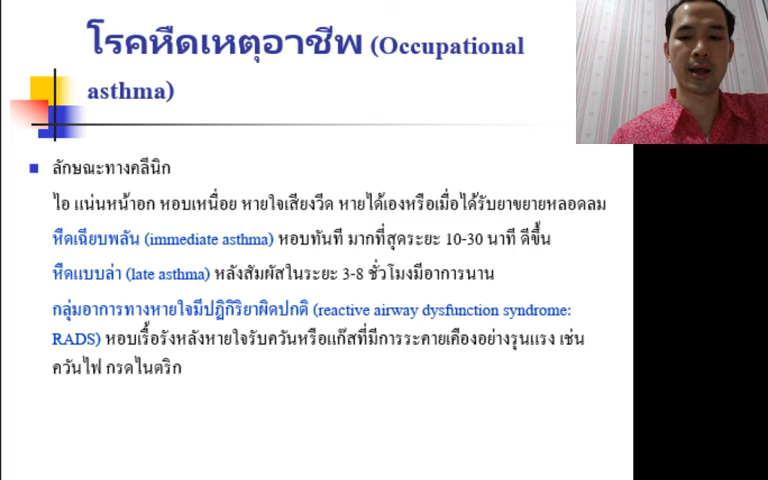 โรคหืดเหตุอาชีพ (Occupational
asthma)
ลักษณะทางคลีนิก
ไอ แน่นหน้าอก หอบเหนื่อย หายใจเสียงวีด หายได้เองหรือเมื่อได้รับยาขยายหลอดลม
หืดเฉียบพลัน (immediate asthma) หอบทันที มากที่สุดระยะ 10-30 นาที ดีขึ้น
หืดแบบล่า (late asthma) หลังสัมผัสในระยะ 3-8 ชั่วโมงมีอาการนาน
กลุ่มอาการทางหายใจมีปฏิกิริยาผิดปกติ (reactive airway dysfunction syndrome:
RADS) หอบเรื้อรังหลังหายใจรับควันหรือแก๊สที่มีการระคายเคืองอย่างรุนแรง เช่น
ควันไฟ กรดไนตริก